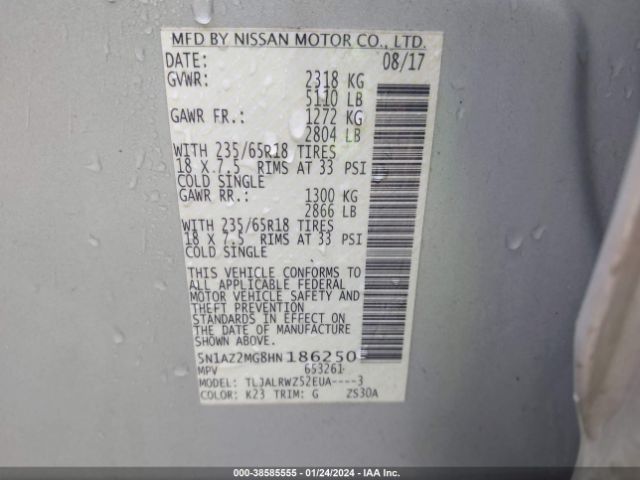 MFD BY NISSAN MOTOR CO., LTD.
DATE: 08/17
GVWR: 2318 KG
5110 LB
GAWR FR.: 1272 KG
2804 LB
WITH 235/65R18 TIRES
18 X 7.5 RIMS AT 33 PSI
COLD SINGLE
GAWR RR.: 1300 KG
2866 LB
WITH 235/65R18 TIRES
18 X 7.5 RIMS AT 33 PSI
COLD SINGLE
THIS VEHICLE CONFORMS TO
ALL APPLICABLE FEDERAL
MOTOR VEHICLE SAFETY AND
THEFT PREVENTION
STANDARDS IN EFFECT ON
THE DATE OF MANUFACTURE
SHOWN ABOVE.
5N1AZ2MG8HN186250
MPV 653261
MODEL: TLJALRWZ52EUA----3
COLOR: K23 TRIM: G ZS30A
000-38585555 - 01/24/2024 - IAA Inc.